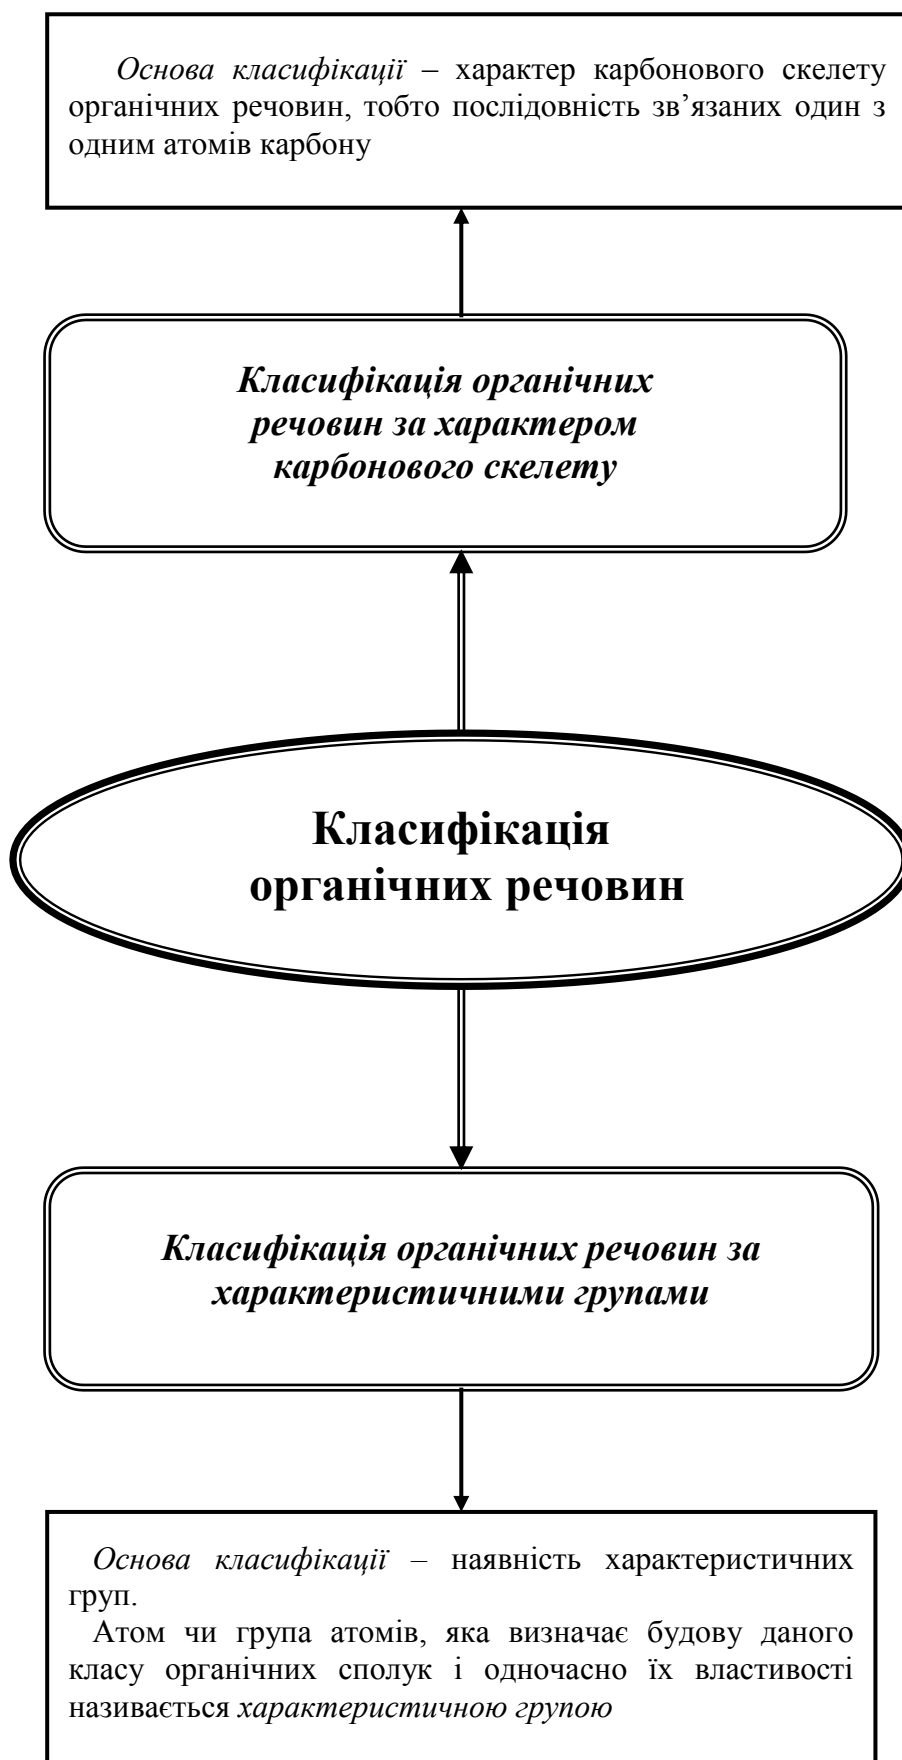 Основа класифікації – характер карбонового скелету
органічних речовин, тобто послідовність зв’язаних один з
одним атомів карбону
Класифікація органічних
речовин за характером
карбонового скелету
Класифікація
органічних речовин
Класифікація органічних речовин за
характеристичними групами
Основа класифікації – наявність характеристичних
груп.
Атом чи група атомів, яка визначає будову даного
класу органічних сполук і одночасно їх властивості
називається характеристичною групою